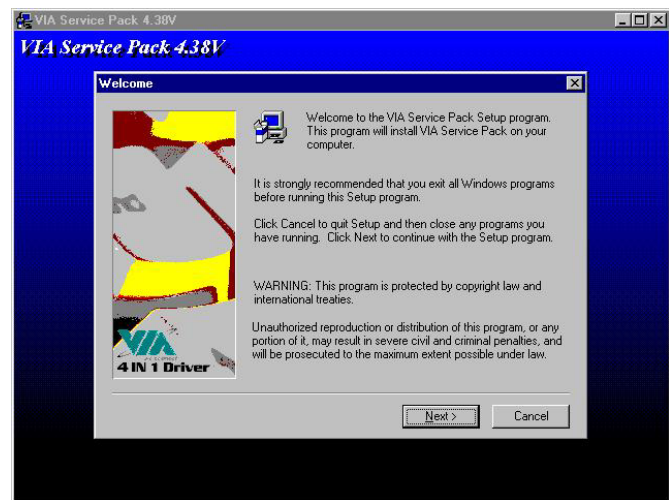 VIA Service Pack 4.38V
VIA Service Pack 4.38V
Welcome
Welcome to the VIA Service Pack Setup program.
This program will install VIA Service Pack on your
computer.
It is strongly recommended that you exit all Windows programs
before running this Setup program.
Click Cancel to quit Setup and then close any programs you
have running. Click Next to continue with the Setup program.
WARNING: This program is protected by copyright law and
international treaties.
Unauthorized reproduction or distribution of this program, or any
portion of it, may result in severe civil and criminal penalties, and
will be prosecuted to the maximum extent possible under law.
VIA
4 IN 1 Driver
Next >
Cancel